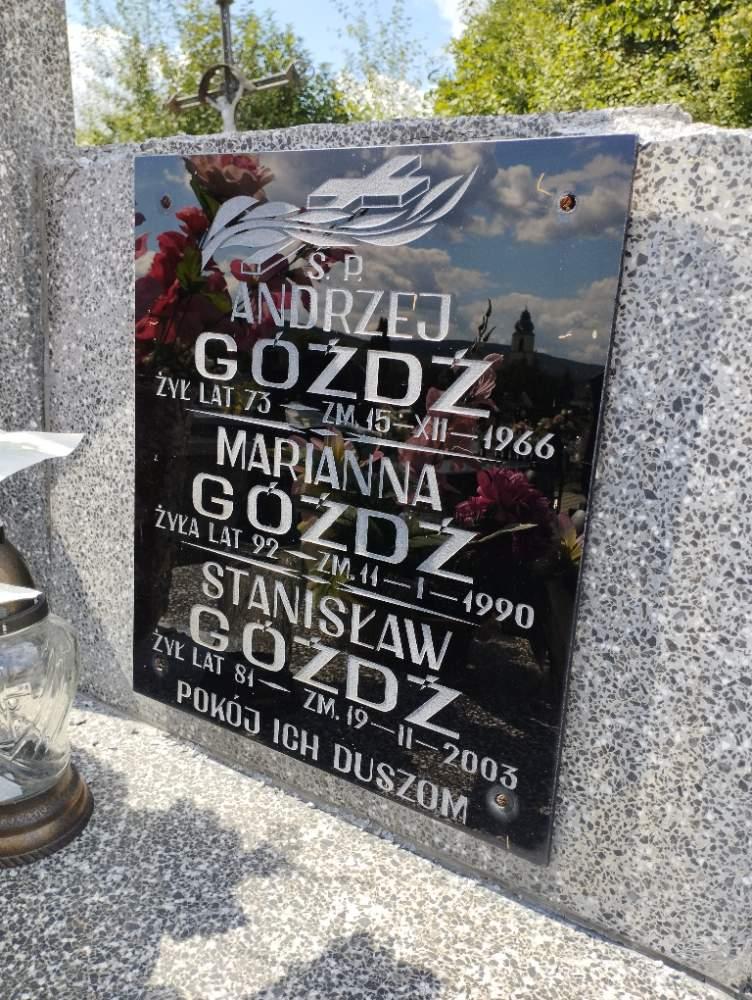 Ś. P.
ANDRZEJ
GÓŹDŹ
ŻYŁ LAT 73 — ZM. 15—XII—1966
MARIANNA
GÓŹDŹ
ŻYŁA LAT 92 — ZM. 11—I—1990
STANISŁAW
GÓŹDŹ
ŻYŁ LAT 81 — ZM. 19—II—2003
POKÓJ ICH DUSZOM